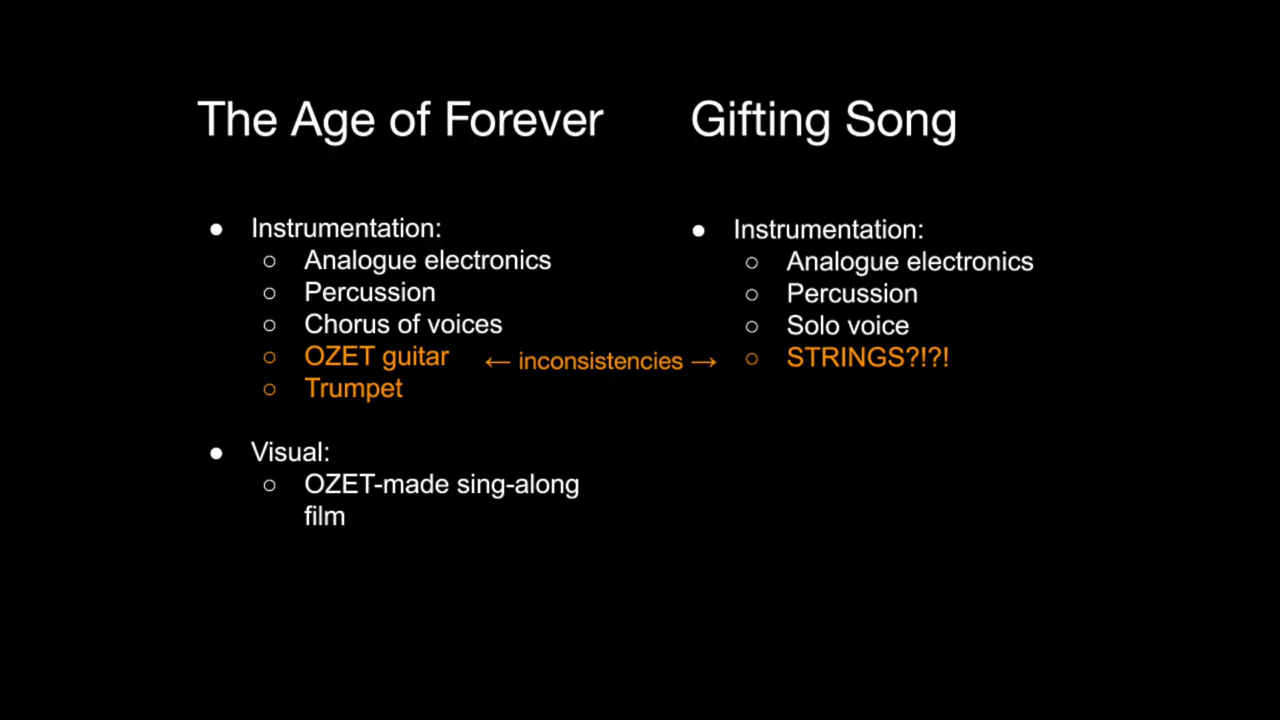 The Age of Forever
● Instrumentation:
○ Analogue electronics
○ Percussion
○ Chorus of voices
○ OZET guitar
○ Trumpet
● Visual:
○ OZET-made sing-along
film
← inconsistencies →
Gifting Song
● Instrumentation:
○ Analogue electronics
○ Percussion
○ Solo voice
○ STRINGS?!?!